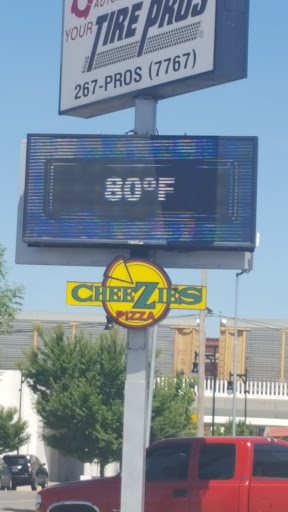 YOUR TIRE PROS
267-PROS (7767)
80°F
CHEEZIES
PIZZA